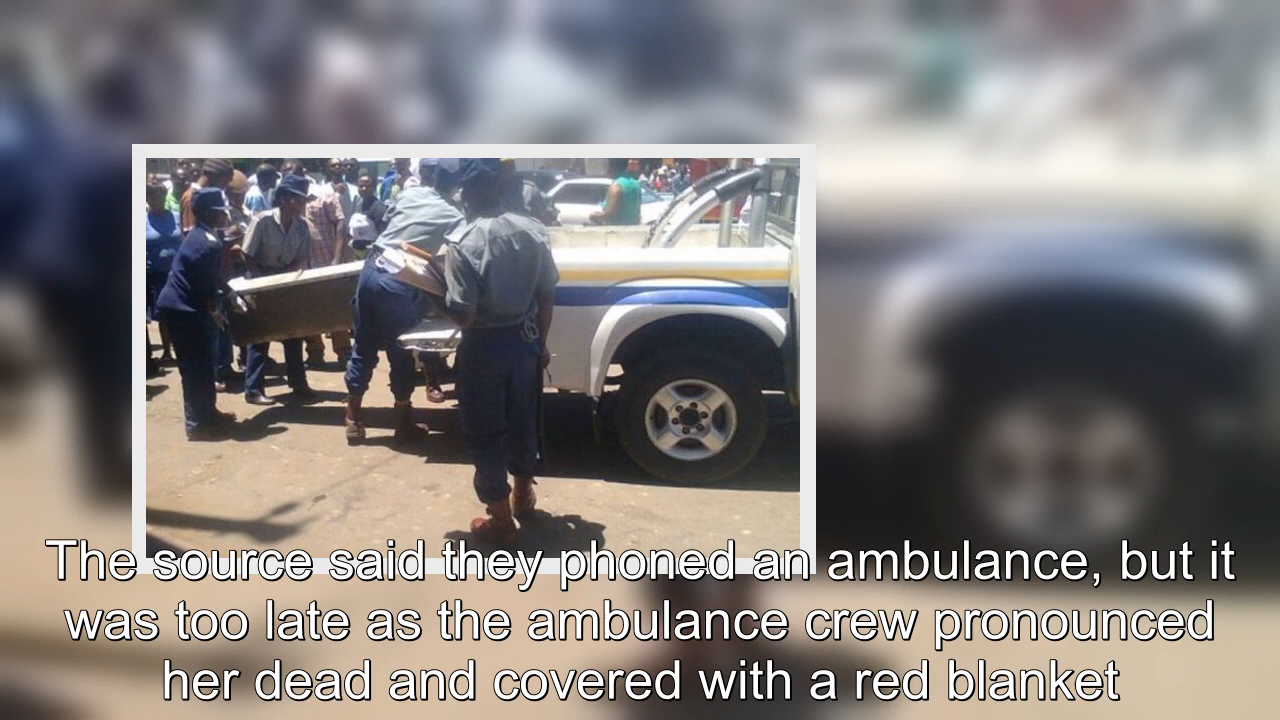 The source said they phoned an ambulance, but it
was too late as the ambulance crew pronounced
her dead and covered with a red blanket